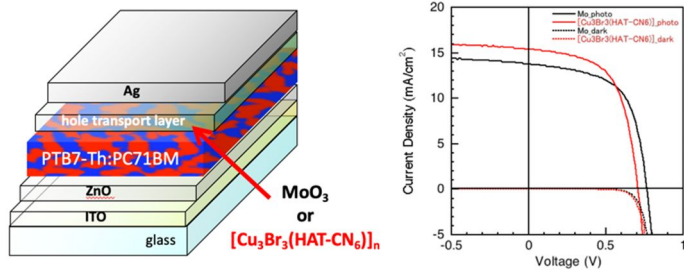 Ag
hole transport layer
PTB7-Th:PC71BM
ZnO
ITO
glass
MoO₃
or
[Cu₃Br₃(HAT-CN₆)]ₙ
Mo_photo
[Cu3Br3(HAT-CN6)]_photo
Mo_dark
[Cu3Br3(HAT-CN6)]_dark
Current Density (mA/cm²)
20
15
10
5
0
-5
-0.5
0
0.5
1
Voltage (V)